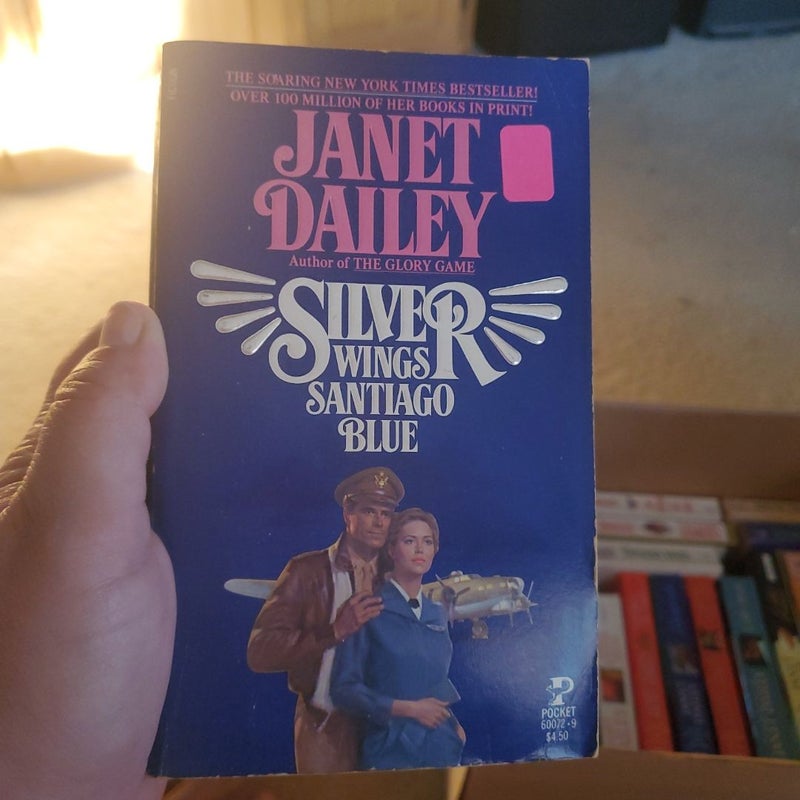 THE SOARING NEW YORK TIMES BESTSELLER!
OVER 100 MILLION OF HER BOOKS IN PRINT!
JANET
DAILEY
Author of THE GLORY GAME
SILVER
WINGS
SANTIAGO
BLUE
P
POCKET
60072·9
$4.50